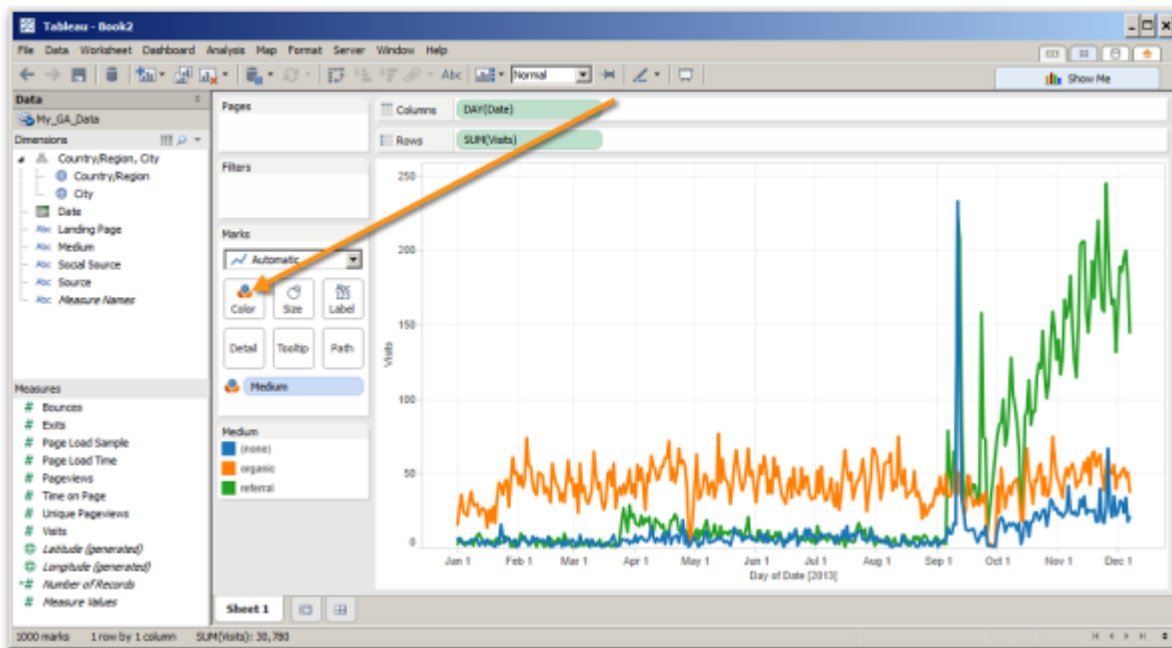 Tableau - Book2
File Data Worksheet Dashboard Analysis Map Format Server Window Help
Abc Normal Show Me
Data
My_GA_Data
Dimensions
Country/Region, City
Country/Region
City
Date
Abc Landing Page
Abc Medium
Abc Social Source
Abc Source
Abc Measure Names
Measures
# Bounces
# Exits
# Page Load Sample
# Page Load Time
# Pageviews
# Time on Page
# Unique Pageviews
# Visits
Latitude (generated)
Longitude (generated)
# Number of Records
# Measure Values
Pages
Filters
Marks
Automatic
Color Size Label
Detail Tooltip Path
Medium
Medium
(none)
organic
referral
Columns DAY(Date)
Rows SUM(Visits)
250
200
150
100
50
0
Visits
Jan 1 Feb 1 Mar 1 Apr 1 May 1 Jun 1 Jul 1 Aug 1 Sep 1 Oct 1 Nov 1 Dec 1
Day of Date [2013]
Sheet 1
1000 marks 1 row by 1 column SUM(Visits): 30,780